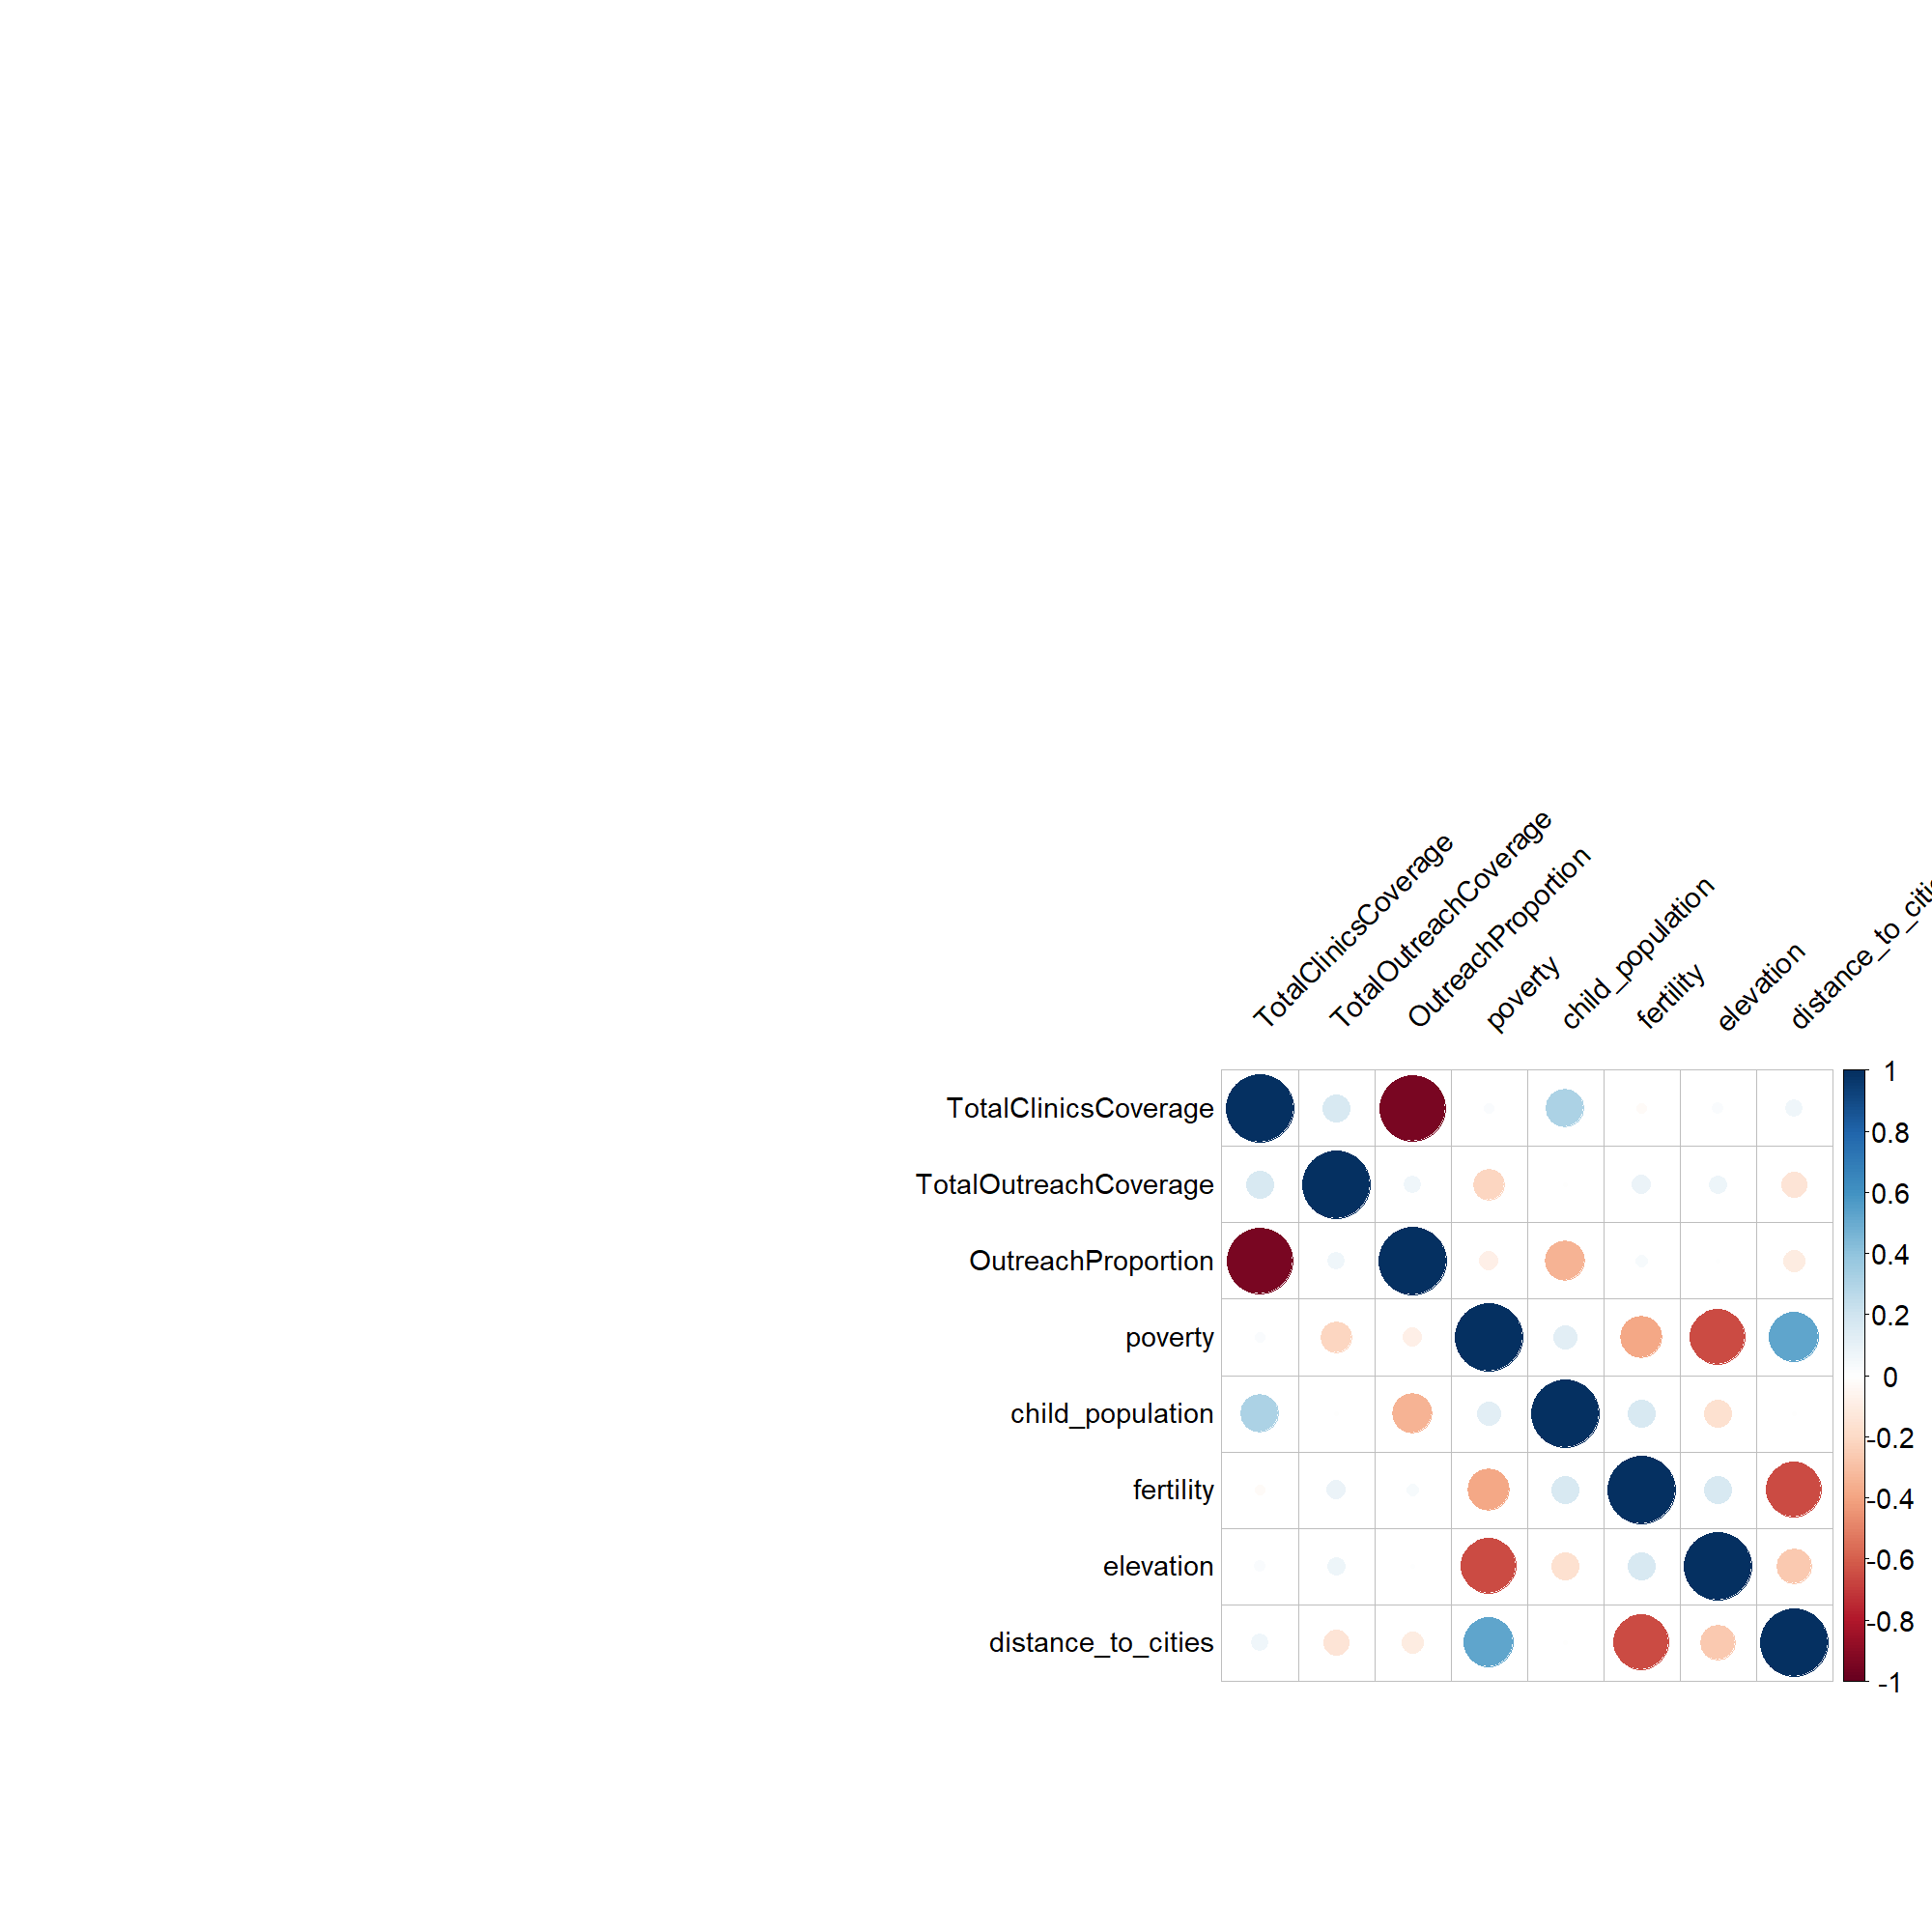 TotalClinicsCoverage
TotalOutreachCoverage
OutreachProportion
poverty
child_population
fertility
elevation
distance_to_citie
TotalClinicsCoverage
TotalOutreachCoverage
OutreachProportion
poverty
child_population
fertility
elevation
distance_to_cities
1
0.8
0.6
0.4
0.2
0
-0.2
-0.4
-0.6
-0.8
-1